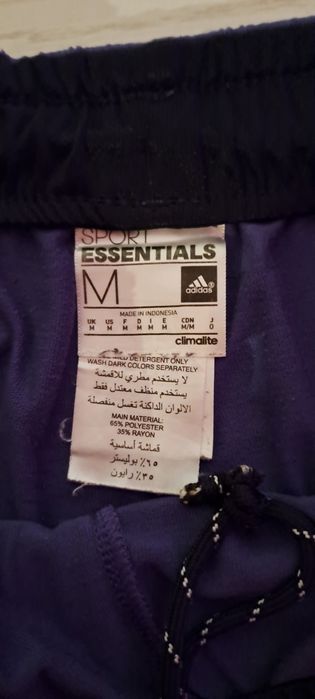 SPORT
ESSENTIALS
M
adidas®
MADE IN INDONESIA
UK US F D I E CDN J
M M M M M M M/M O
climalite
DETERGENT ONLY
WASH DARK COLORS SEPARATELY
لا يستخدم مطري للاقمشة
يستخدم منظف معتدل فقط
الالوان الداكنة تغسل منفصلة
MAIN MATERIAL:
65% POLYESTER
35% RAYON
قماشة أساسية
٦٥٪ بوليستر
٣٥٪ رايون